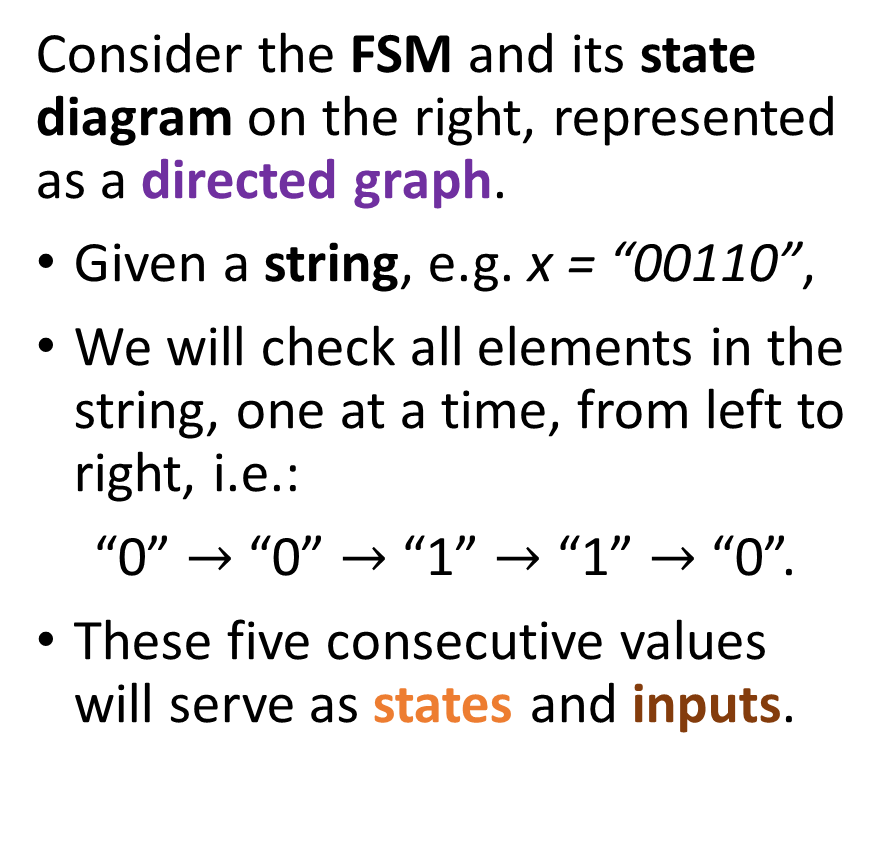 Consider the FSM and its state
diagram on the right, represented
as a directed graph.
• Given a string, e.g. x = “00110”,
• We will check all elements in the
string, one at a time, from left to
right, i.e.:
“0” → “0” → “1” → “1” → “0”.
• These five consecutive values
will serve as states and inputs.